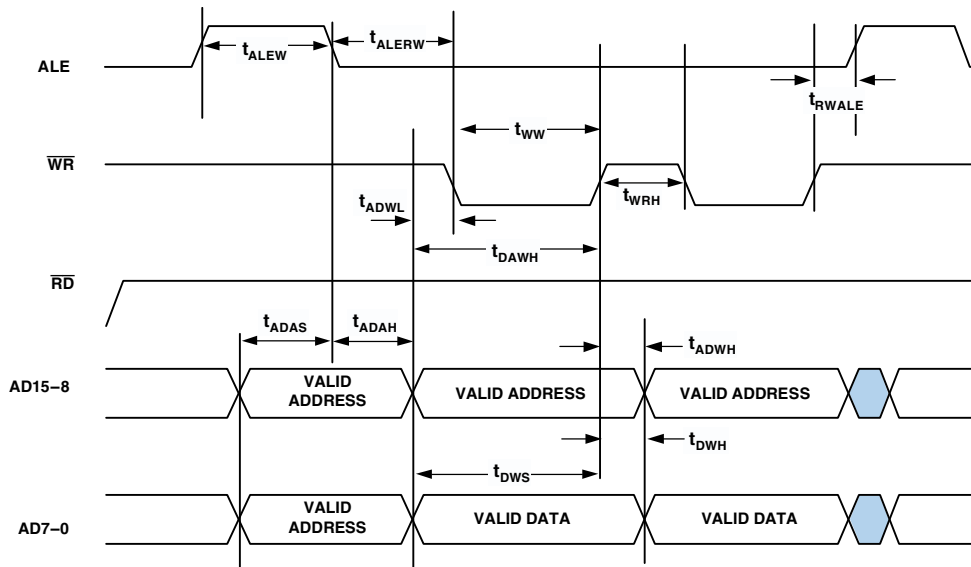 tALEW
tALERW
ALE
tRWALE
tWW
WR
tWRH
tADWL
tDAWH
RD
tADAS
tADAH
tADWH
AD15–8
VALID
ADDRESS
VALID ADDRESS
VALID ADDRESS
tDWH
tDWS
AD7–0
VALID
ADDRESS
VALID DATA
VALID DATA